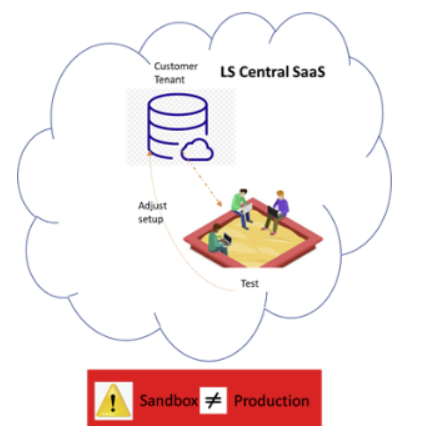 Customer
Tenant
LS Central SaaS
Adjust
setup
Test
Sandbox ≠ Production